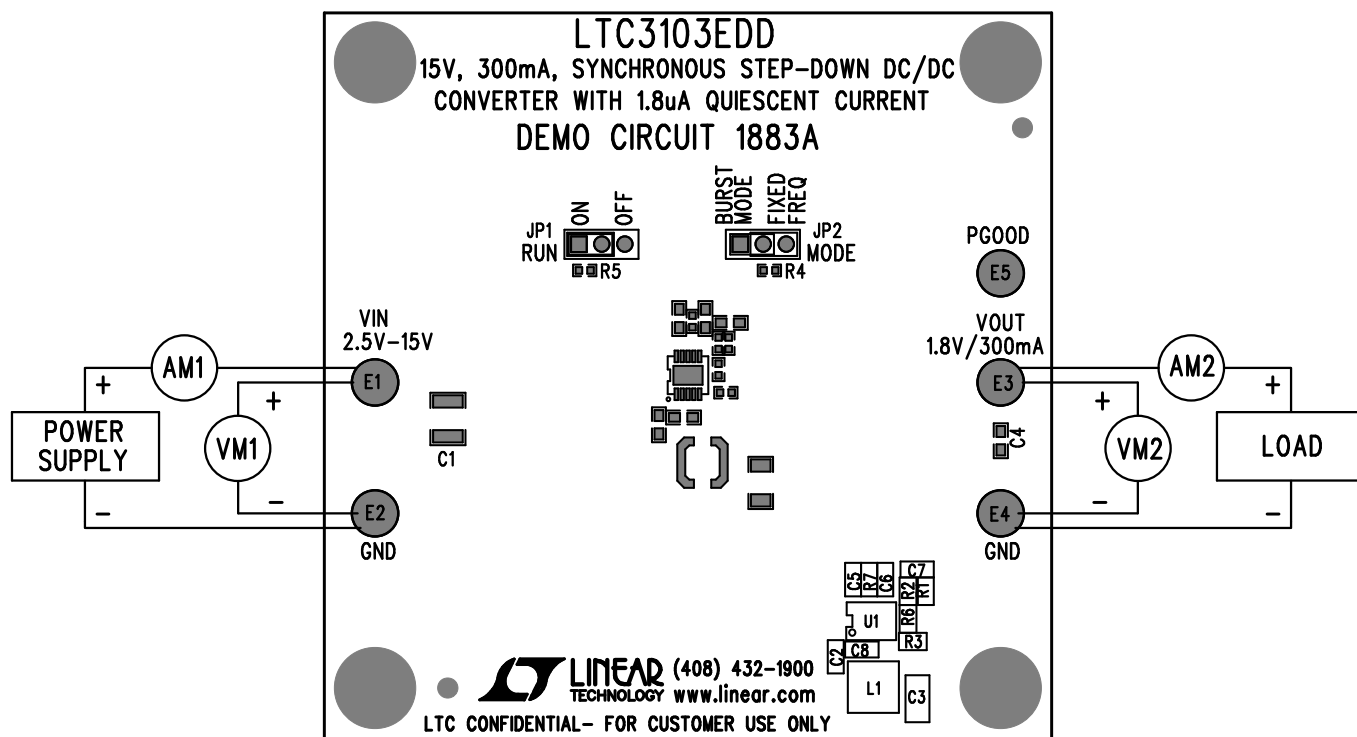 LTC3103EDD
15V, 300mA, SYNCHRONOUS STEP-DOWN DC/DC
CONVERTER WITH 1.8uA QUIESCENT CURRENT
DEMO CIRCUIT 1883A
ON
OFF
JP1
RUN
R5
BURST
MODE
FIXED
FREQ
JP2
MODE
R4
PGOOD
E5
VIN
2.5V-15V
E1
AM1
+
POWER
SUPPLY
-
+
VM1
-
E2
GND
C1
VOUT
1.8V/300mA
E3
AM2
+
LOAD
-
+
VM2
-
C4
E4
GND
C5
R7
C6
C7
R2
R1
U1
R6
R3
C2
C8
L1
C3
LINEAR
TECHNOLOGY
(408) 432-1900
www.linear.com
LTC CONFIDENTIAL- FOR CUSTOMER USE ONLY